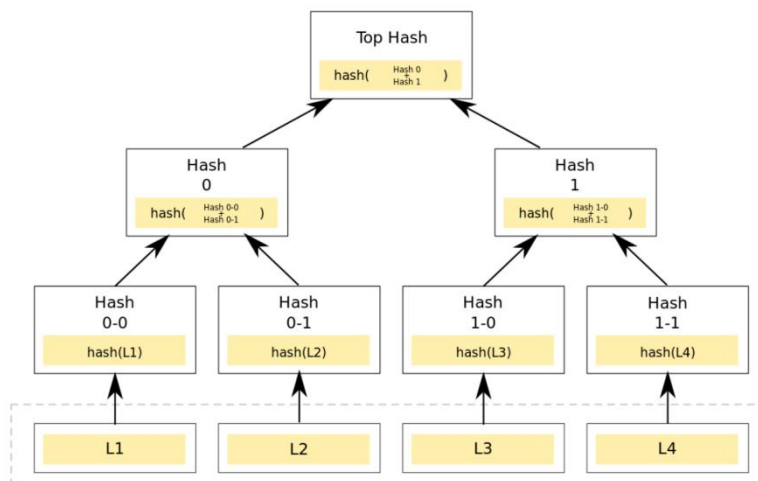 Top Hash
hash( Hash 0 + Hash 1 )
Hash
0
hash( Hash 0-0 + Hash 0-1 )
Hash
1
hash( Hash 1-0 + Hash 1-1 )
Hash
0-0
hash(L1)
Hash
0-1
hash(L2)
Hash
1-0
hash(L3)
Hash
1-1
hash(L4)
L1
L2
L3
L4